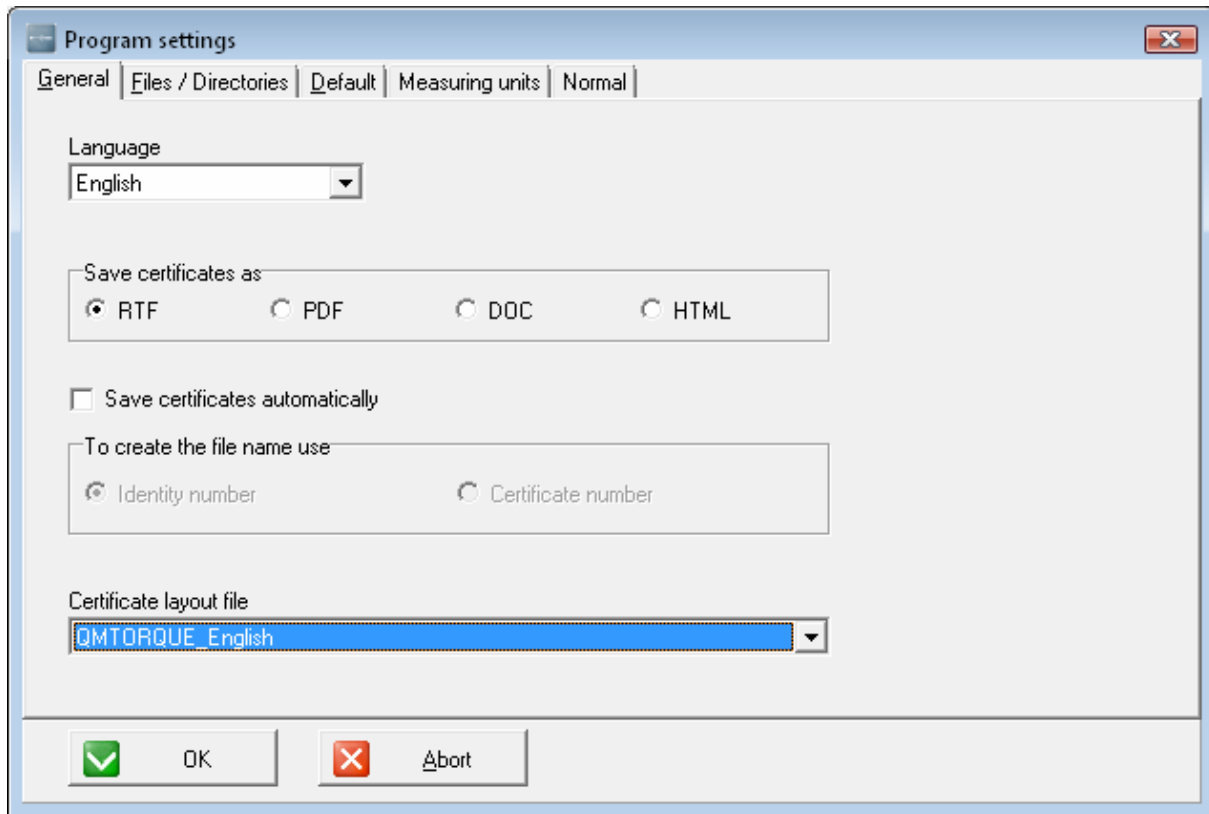 Program settings
General Files / Directories Default Measuring units Normal
Language
English
Save certificates as
RTF PDF DOC HTML
Save certificates automatically
To create the file name use
Identity number Certificate number
Certificate layout file
QMTORQUE_English
OK Abort